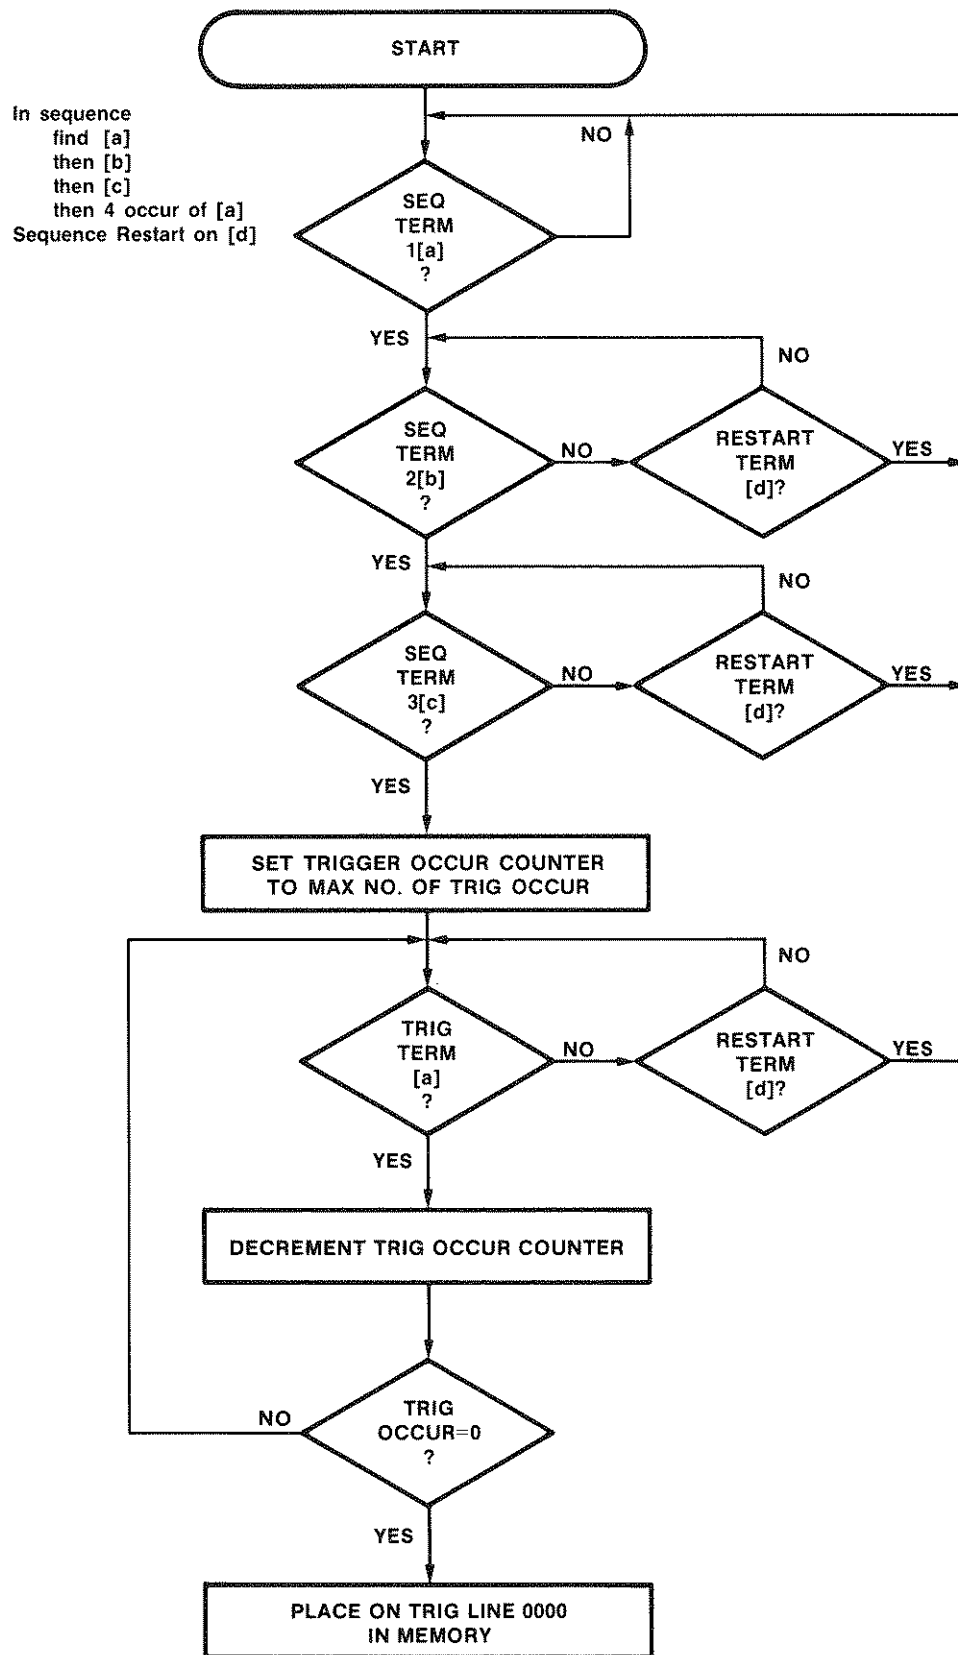 START
In sequence
find [a]
then [b]
then [c]
then 4 occur of [a]
Sequence Restart on [d]
NO
SEQ
TERM
1[a]
?
YES
NO
SEQ
TERM
2[b]
?
NO
RESTART
TERM
[d]?
YES
YES
NO
SEQ
TERM
3[c]
?
NO
RESTART
TERM
[d]?
YES
YES
SET TRIGGER OCCUR COUNTER
TO MAX NO. OF TRIG OCCUR
NO
TRIG
TERM
[a]
?
NO
RESTART
TERM
[d]?
YES
YES
DECREMENT TRIG OCCUR COUNTER
TRIG
OCCUR=0
?
NO
YES
PLACE ON TRIG LINE 0000
IN MEMORY